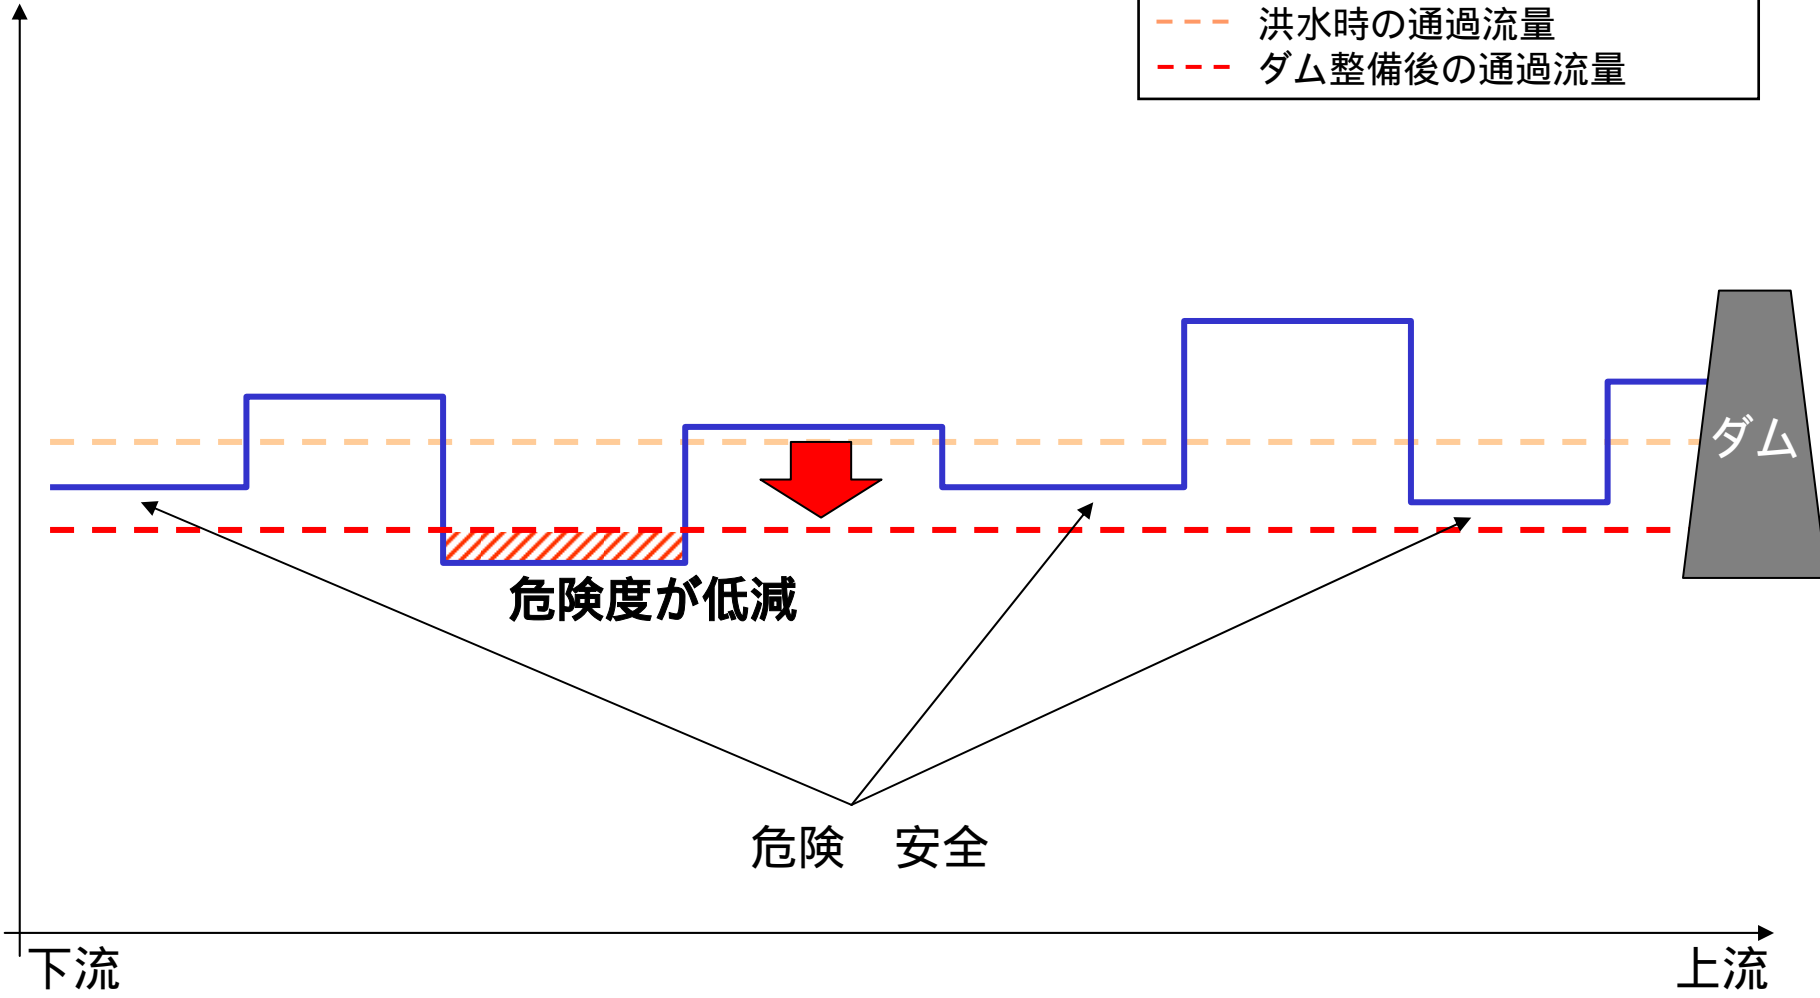 洪水時の通過流量
ダム整備後の通過流量
ダム
危険度が低減
危険　安全
下流
上流